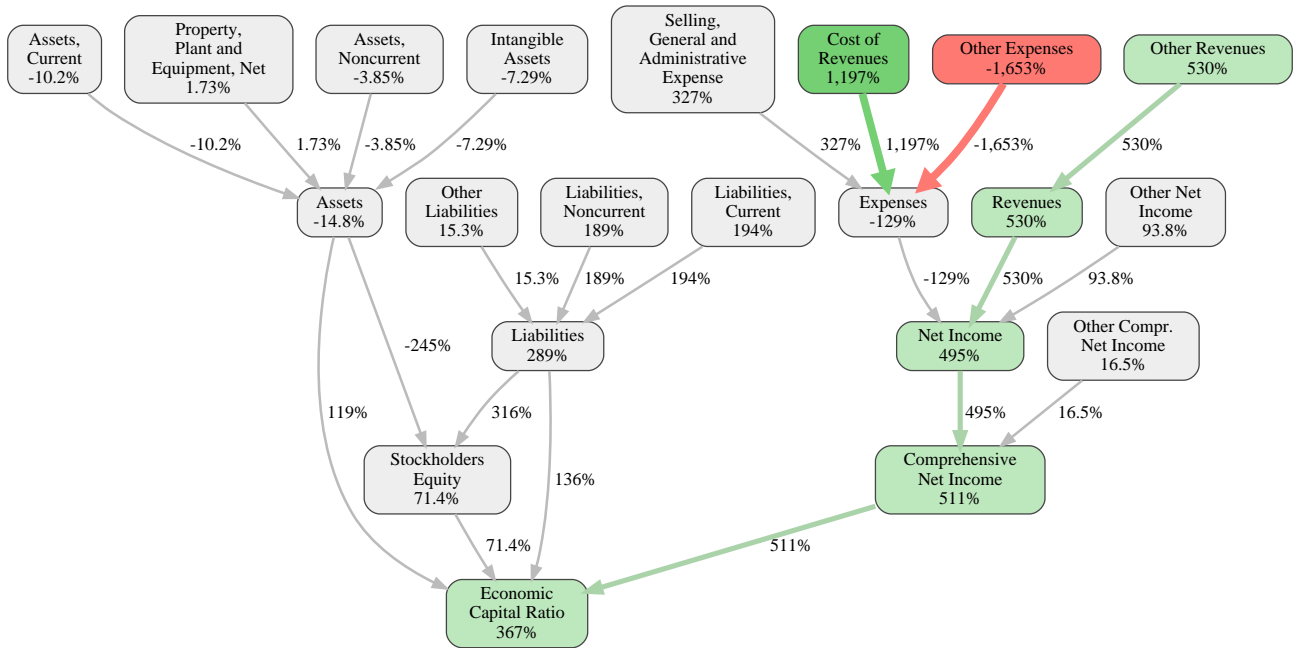 Assets,
Current
-10.2%
Property,
Plant and
Equipment, Net
1.73%
Assets,
Noncurrent
-3.85%
Intangible
Assets
-7.29%
Selling,
General and
Administrative
Expense
327%
Cost of
Revenues
1,197%
Other Expenses
-1,653%
Other Revenues
530%
-10.2%
1.73%
-3.85%
-7.29%
327%
1,197%
-1,653%
530%
Assets
-14.8%
Other
Liabilities
15.3%
Liabilities,
Noncurrent
189%
Liabilities,
Current
194%
Expenses
-129%
Revenues
530%
Other Net
Income
93.8%
15.3%
189%
194%
-129%
530%
93.8%
Liabilities
289%
Net Income
495%
Other Compr.
Net Income
16.5%
-245%
119%
316%
495%
16.5%
Stockholders
Equity
71.4%
136%
Comprehensive
Net Income
511%
71.4%
511%
Economic
Capital Ratio
367%